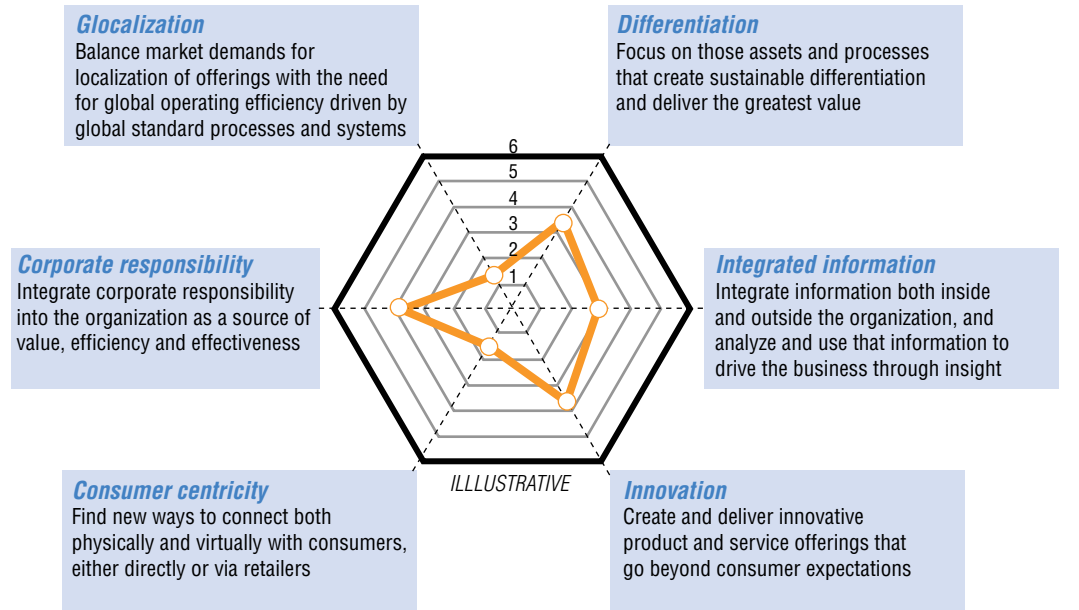 Glocalization
Balance market demands for
localization of offerings with the need
for global operating efficiency driven by
global standard processes and systems
Differentiation
Focus on those assets and processes
that create sustainable differentiation
and deliver the greatest value
6
5
4
3
2
1
Corporate responsibility
Integrate corporate responsibility
into the organization as a source of
value, efficiency and effectiveness
Integrated information
Integrate information both inside
and outside the organization, and
analyze and use that information to
drive the business through insight
Consumer centricity
Find new ways to connect both
physically and virtually with consumers,
either directly or via retailers
ILLLUSTRATIVE
Innovation
Create and deliver innovative
product and service offerings that
go beyond consumer expectations